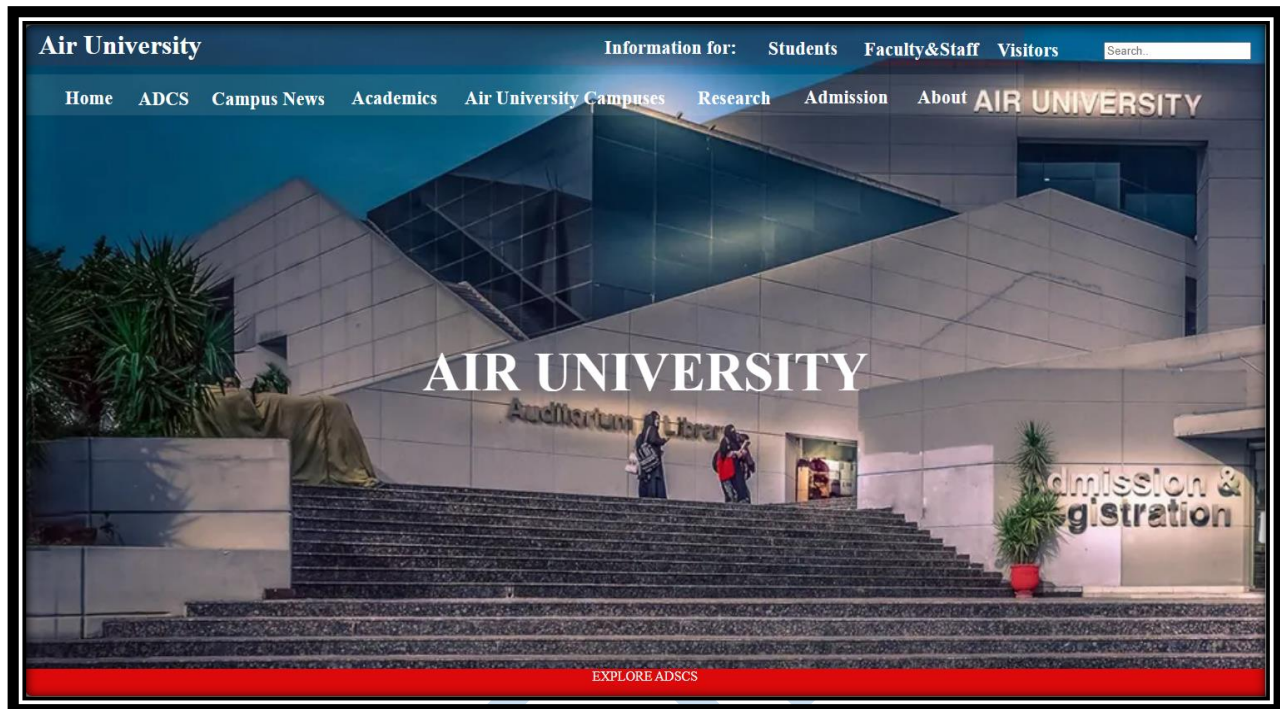 Air University
Information for: Students Faculty&Staff Visitors Search..
Home ADCS Campus News Academics Air University Campuses Research Admission About
AIR UNIVERSITY
AIR UNIVERSITY
Auditorium & Library
dmission &
gistration
EXPLORE ADSCS